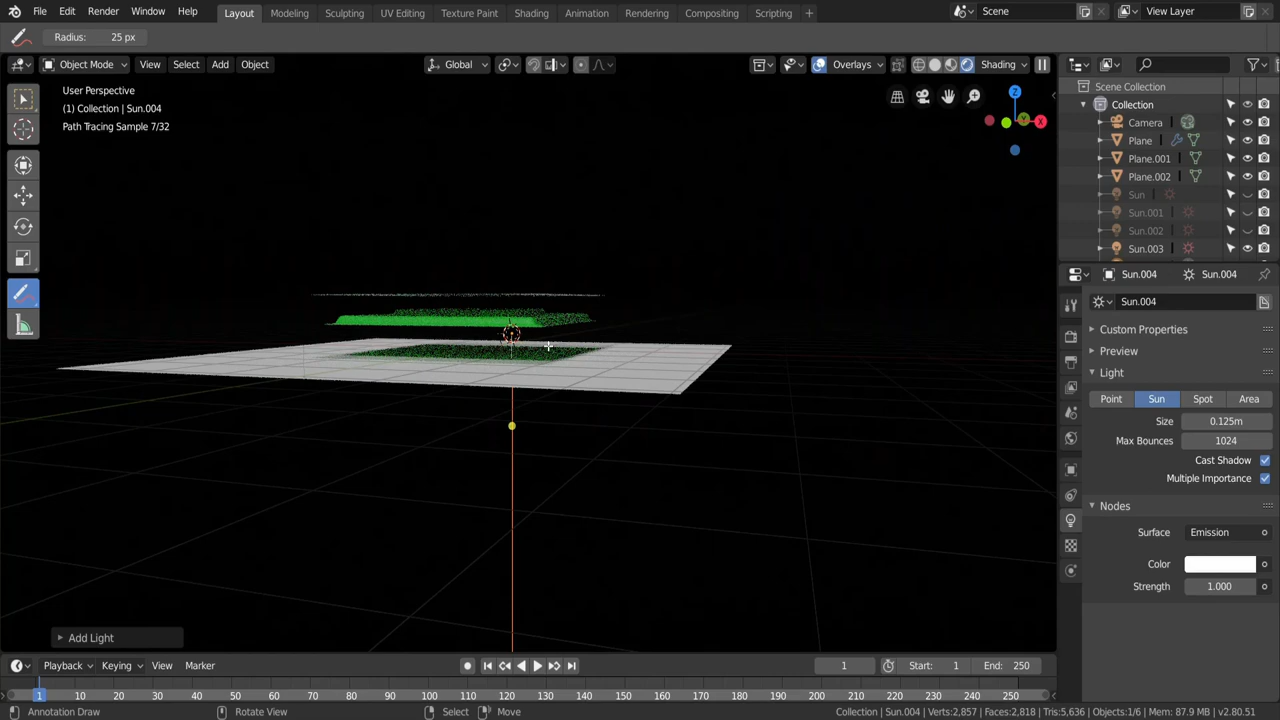 File Edit Render Window Help Layout Modeling Sculpting UV Editing Texture Paint Shading Animation Rendering Compositing Scripting + Scene View Layer
Radius: 25 px
Object Mode View Select Add Object Global Overlays Shading
User Perspective
(1) Collection | Sun.004
Path Tracing Sample 7/32
Z
X
Y
Scene Collection
Collection
Camera
Plane
Plane.001
Plane.002
Sun
Sun.001
Sun.002
Sun.003
Sun.004 Sun.004
Sun.004
Custom Properties
Preview
Light
Point Sun Spot Area
Size 0.125m
Max Bounces 1024
Cast Shadow
Multiple Importance
Nodes
Surface Emission
Color
Strength 1.000
Add Light
Playback Keying View Marker 1 Start: 1 End: 250
1 10 20 30 40 50 60 70 80 90 100 110 120 130 140 150 160 170 180 190 200 210 220 230 240 250
Annotation Draw Rotate View Select Move Collection | Sun.004 | Verts:2,857 | Faces:2,818 | Tris:5,636 | Objects:1/6 | Mem: 87.9 MB | v2.80.51